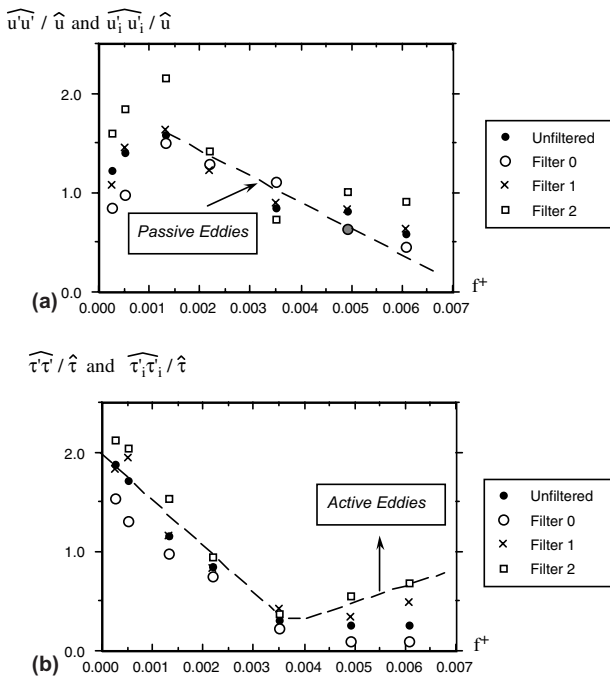 u'u' / û and u'ᵢ u'ᵢ / û
2.0
1.0
0.0
Passive Eddies
(a)
0.000 0.001 0.002 0.003 0.004 0.005 0.006 0.007
f⁺
Unfiltered
Filter 0
Filter 1
Filter 2
τ'τ' / τ̂ and τ'ᵢτ'ᵢ / τ̂
2.0
1.0
0.0
Active Eddies
(b)
0.000 0.001 0.002 0.003 0.004 0.005 0.006 0.007
f⁺
Unfiltered
Filter 0
Filter 1
Filter 2